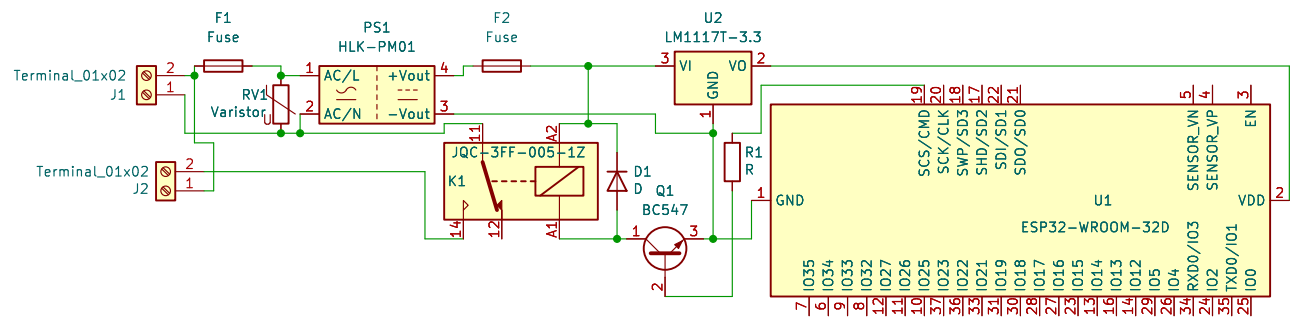 F1
Fuse
PS1
HLK-PM01
F2
Fuse
U2
LM1117T-3.3
Terminal_01x02
J1
2
1
RV1
Varistor
U
1
2
AC/L
AC/N
+Vout
-Vout
4
3
3
VI
VO
2
GND
1
Terminal_01x02
J2
2
1
11
A2
JQC-3FF-005-1Z
K1
14
12
A1
D1
D
Q1
BC547
1
3
2
R1
R
19
20
18
17
22
21
5
4
3
SCS/CMD
SCK/CLK
SWP/SD3
SHD/SD2
SDI/SD1
SDO/SD0
SENSOR_VN
SENSOR_VP
EN
1
GND
U1
ESP32-WROOM-32D
VDD
2
IO35
IO34
IO33
IO32
IO27
IO26
IO25
IO23
IO22
IO21
IO19
IO18
IO17
IO16
IO15
IO14
IO13
IO12
IO5
IO4
RXD0/IO3
IO2
TXD0/IO1
IO0
7
6
9
8
12
11
10
37
36
33
31
30
28
27
23
13
16
14
29
26
34
24
35
25